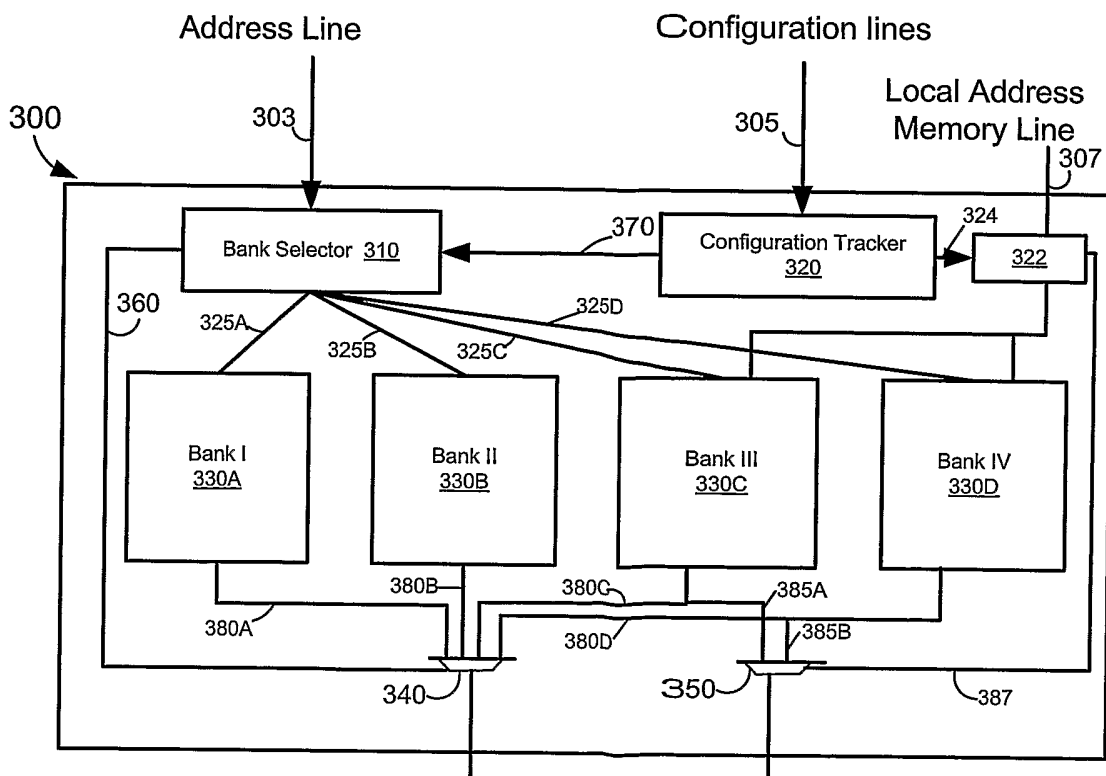 Address Line
Configuration lines
Local Address
Memory Line
300
303
305
307
Bank Selector 310
370
Configuration Tracker
320
324
322
360
325A
325B
325C
325D
Bank I
330A
Bank II
330B
Bank III
330C
Bank IV
330D
380A
380B
380C
380D
385A
385B
340
350
387